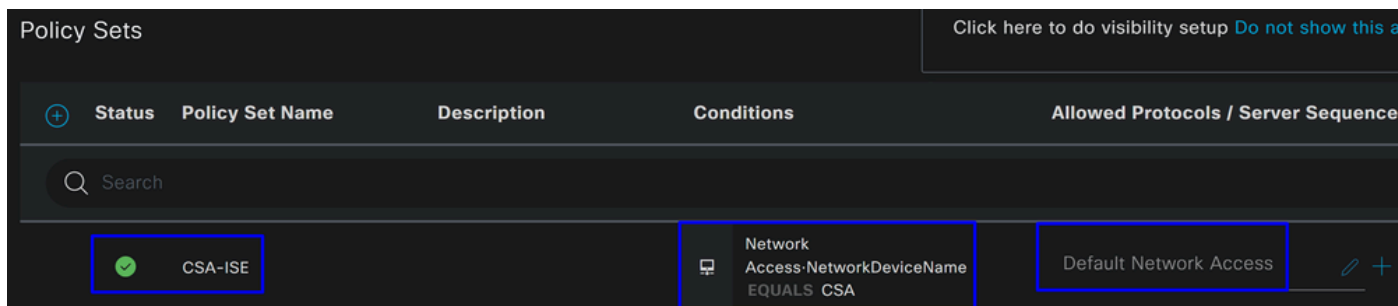 Policy Sets
Click here to do visibility setup Do not show this a
Status Policy Set Name Description Conditions Allowed Protocols / Server Sequence
Search
CSA-ISE
Network
Access·NetworkDeviceName
EQUALS CSA
Default Network Access